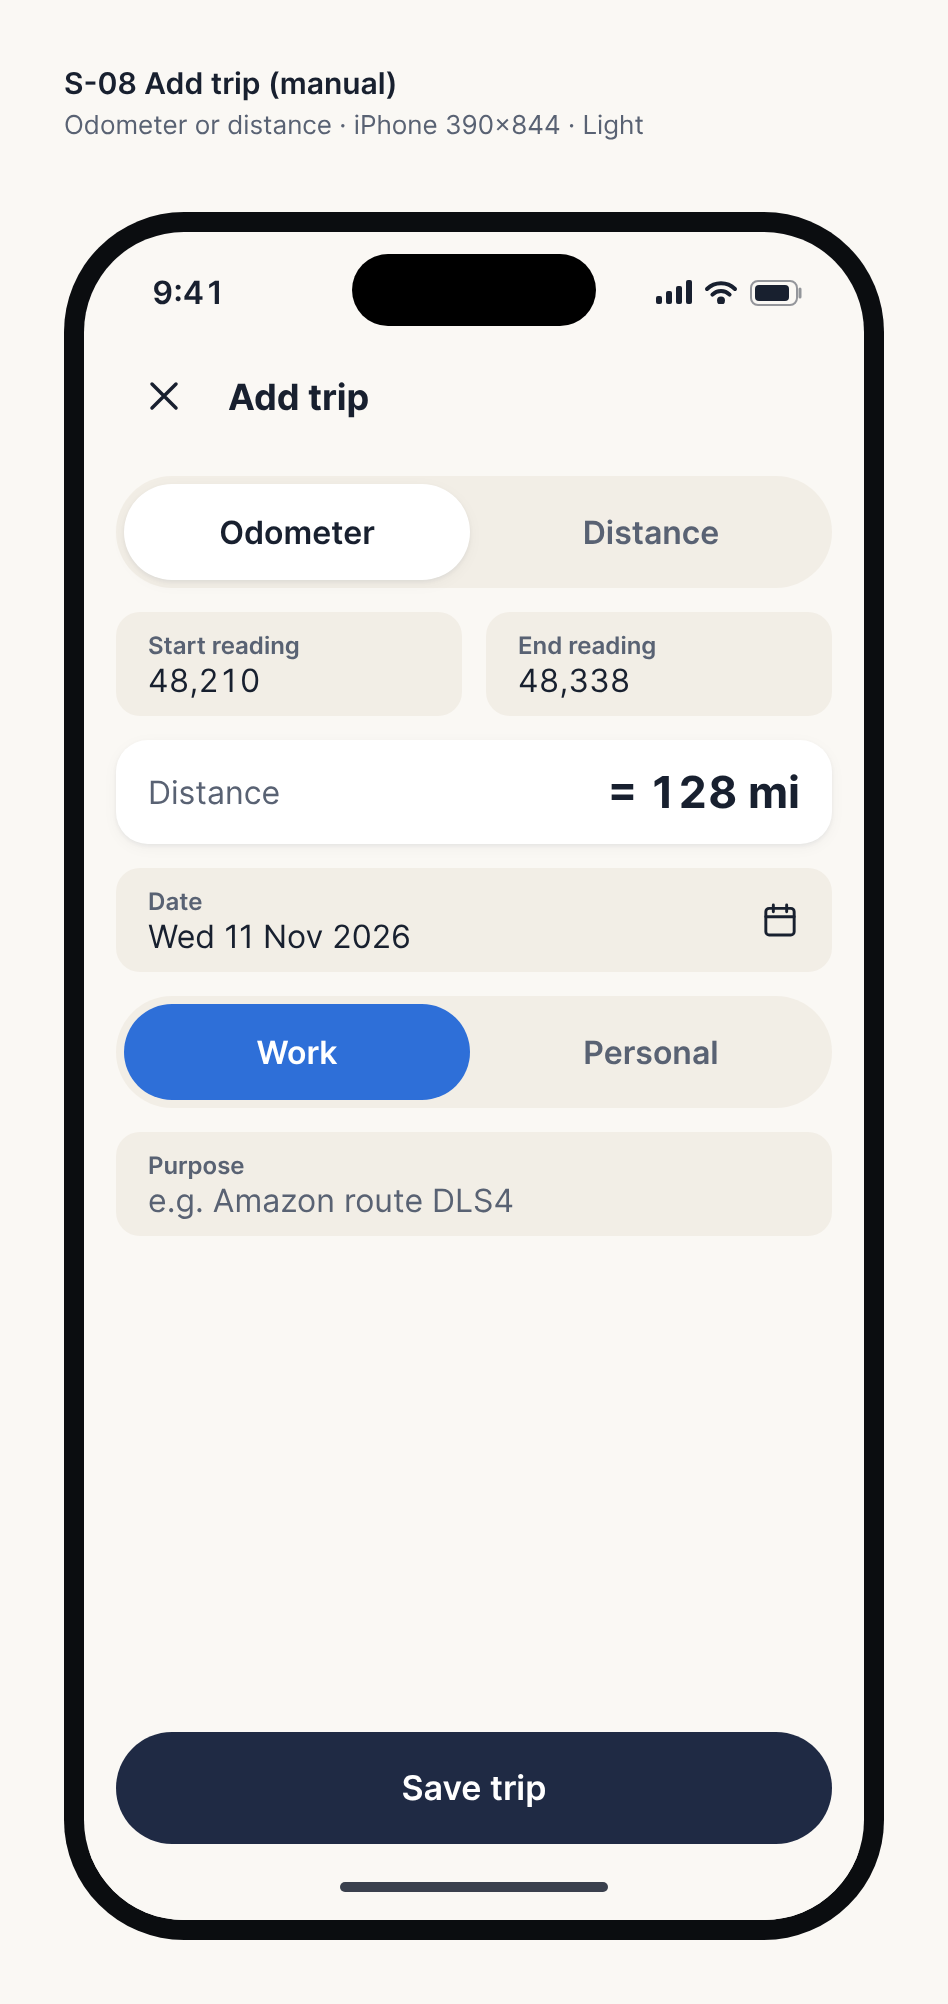 S-08 Add trip (manual)
Odometer or distance · iPhone 390×844 · Light
9:41
Add trip
Odometer Distance
Start reading End reading
48,210 48,338
Distance = 128 mi
Date
Wed 11 Nov 2026
Work Personal
Purpose
e.g. Amazon route DLS4
Save trip